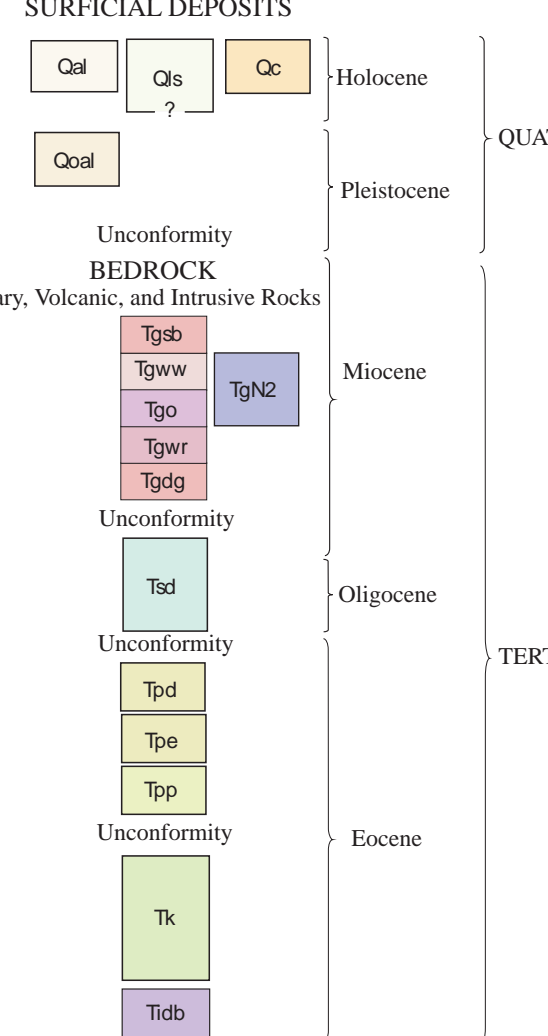 SURFICIAL DEPOSITS
Qal
Qls
?
Qc
Holocene
QUAT
Qoal
Pleistocene
Unconformity
BEDROCK
ary, Volcanic, and Intrusive Rocks
Tgsb
Tgww
TgN2
Tgo
Tgwr
Tgdg
Miocene
Unconformity
Tsd
Oligocene
Unconformity
TERT
Tpd
Tpe
Tpp
Unconformity
Eocene
Tk
Tidb